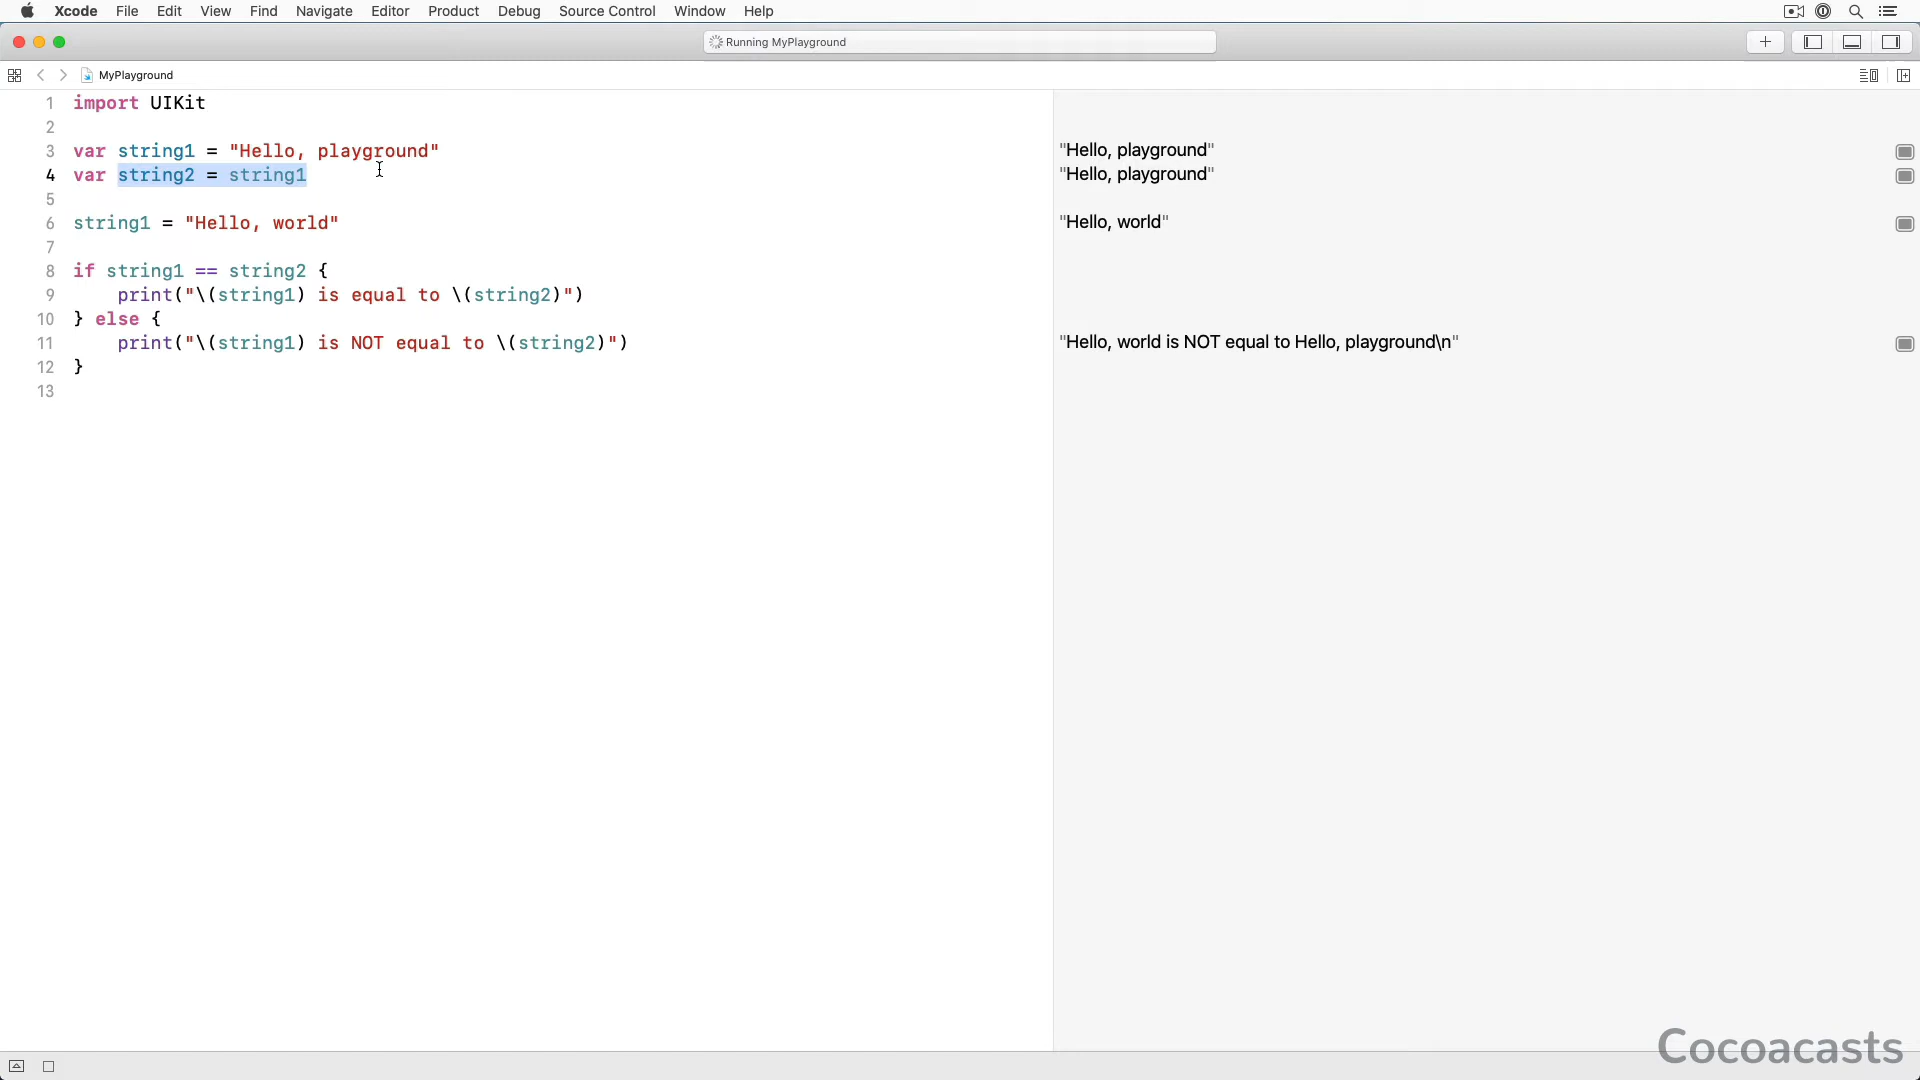 Xcode File Edit View Find Navigate Editor Product Debug Source Control Window Help
Running MyPlayground
MyPlayground
1 import UIKit
2
3 var string1 = "Hello, playground" "Hello, playground"
4 var string2 = string1 "Hello, playground"
5
6 string1 = "Hello, world" "Hello, world"
7
8 if string1 == string2 {
9 print("\(string1) is equal to \(string2)")
10 } else {
11 print("\(string1) is NOT equal to \(string2)") "Hello, world is NOT equal to Hello, playground\n"
12 }
13
Cocoacasts